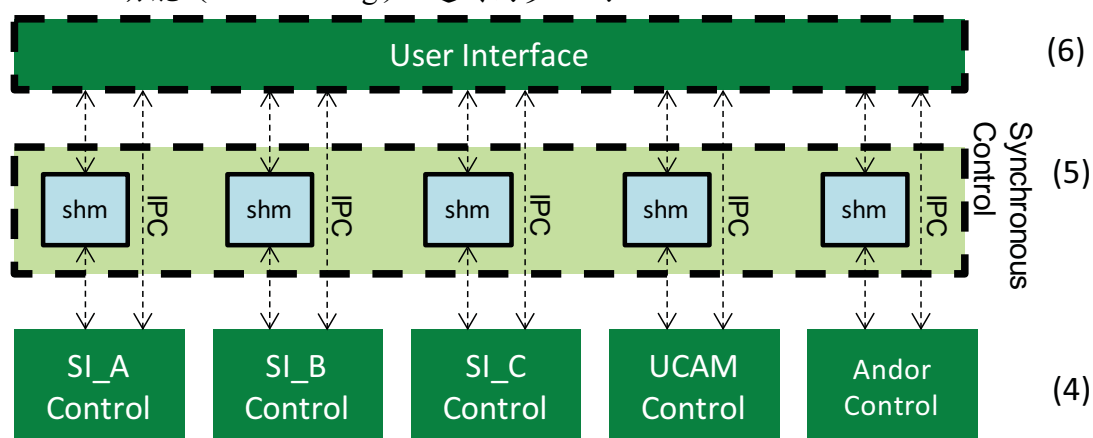 User Interface
(6)
Synchronous
Control
shm
IPC
shm
IPC
shm
IPC
shm
IPC
shm
IPC
(5)
SI_A
Control
SI_B
Control
SI_C
Control
UCAM
Control
Andor
Control
(4)